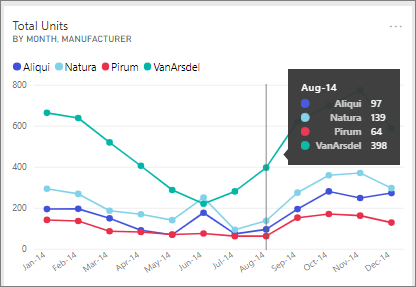 Total Units
BY MONTH, MANUFACTURER
...
Aliqui Natura Pirum VanArsdel
800
600
400
200
0
Aug-14
Aliqui 97
Natura 139
Pirum 64
VanArsdel 398
Jan-14 Feb-14 Mar-14 Apr-14 May-14 Jun-14 Jul-14 Aug-14 Sep-14 Oct-14 Nov-14 Dec-14